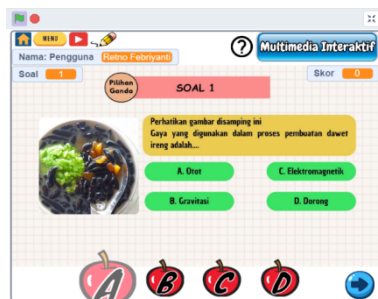 MENU
Multimedia Interaktif
Nama: Pengguna Retno Febriyanti
Soal 1
Skor 0
Pilihan
Ganda
SOAL 1
Perhatikan gambar disamping ini
Gaya yang digunakan dalam proses pembuatan dawet
ireng adalah....
A. Otot
C. Elektromagnetik
B. Gravitasi
D. Dorong
A B C D